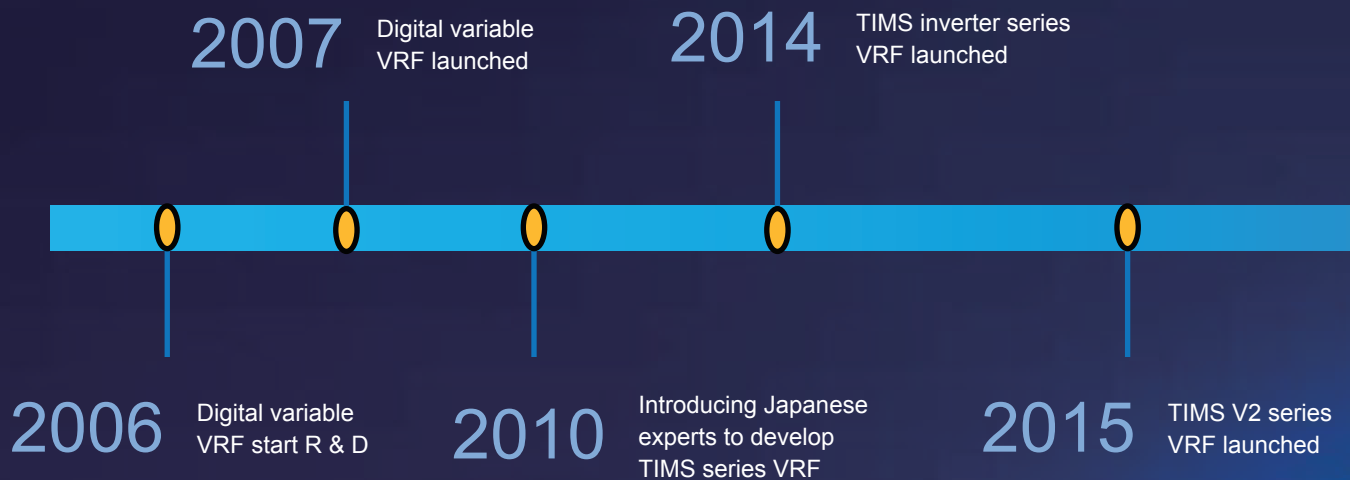 2007
Digital variable
VRF launched
2014
TIMS inverter series
VRF launched
2006
Digital variable
VRF start R & D
2010
Introducing Japanese
experts to develop
TIMS series VRF
2015
TIMS V2 series
VRF launched